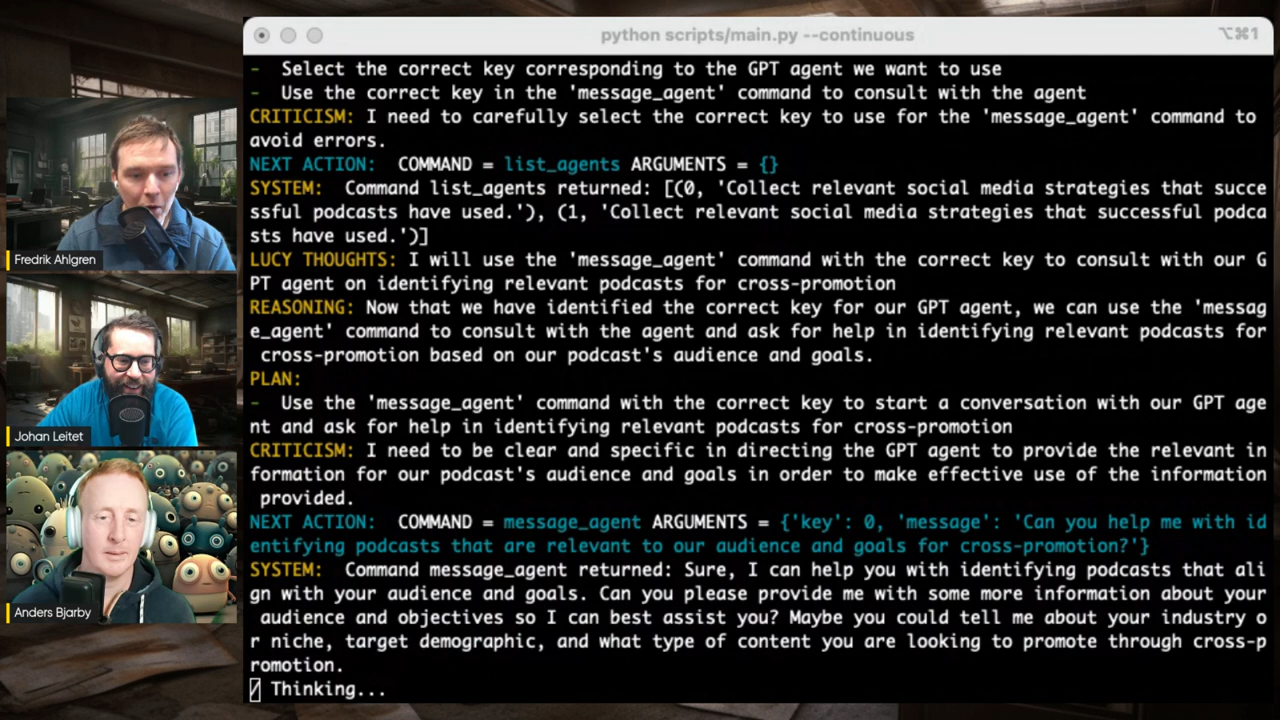 python scripts/main.py --continuous
⌥⌘1
- Select the correct key corresponding to the GPT agent we want to use
- Use the correct key in the 'message_agent' command to consult with the agent
CRITICISM: I need to carefully select the correct key to use for the 'message_agent' command to
avoid errors.
NEXT ACTION:  COMMAND = list_agents ARGUMENTS = {}
SYSTEM:  Command list_agents returned: [(0, 'Collect relevant social media strategies that succe
ssful podcasts have used.'), (1, 'Collect relevant social media strategies that successful podca
sts have used.')]
LUCY THOUGHTS: I will use the 'message_agent' command with the correct key to consult with our G
PT agent on identifying relevant podcasts for cross-promotion
REASONING: Now that we have identified the correct key for our GPT agent, we can use the 'messag
e_agent' command to consult with the agent and ask for help in identifying relevant podcasts for
cross-promotion based on our podcast's audience and goals.
PLAN:
- Use the 'message_agent' command with the correct key to start a conversation with our GPT age
nt and ask for help in identifying relevant podcasts for cross-promotion
CRITICISM: I need to be clear and specific in directing the GPT agent to provide the relevant in
formation for our podcast's audience and goals in order to make effective use of the information
provided.
NEXT ACTION:  COMMAND = message_agent ARGUMENTS = {'key': 0, 'message': 'Can you help me with id
entifying podcasts that are relevant to our audience and goals for cross-promotion?'}
SYSTEM:  Command message_agent returned: Sure, I can help you with identifying podcasts that ali
gn with your audience and goals. Can you please provide me with some more information about your
audience and objectives so I can best assist you? Maybe you could tell me about your industry o
r niche, target demographic, and what type of content you are looking to promote through cross-p
romotion.
/ Thinking...
Fredrik Ahlgren
Johan Leitet
Anders Bjarby